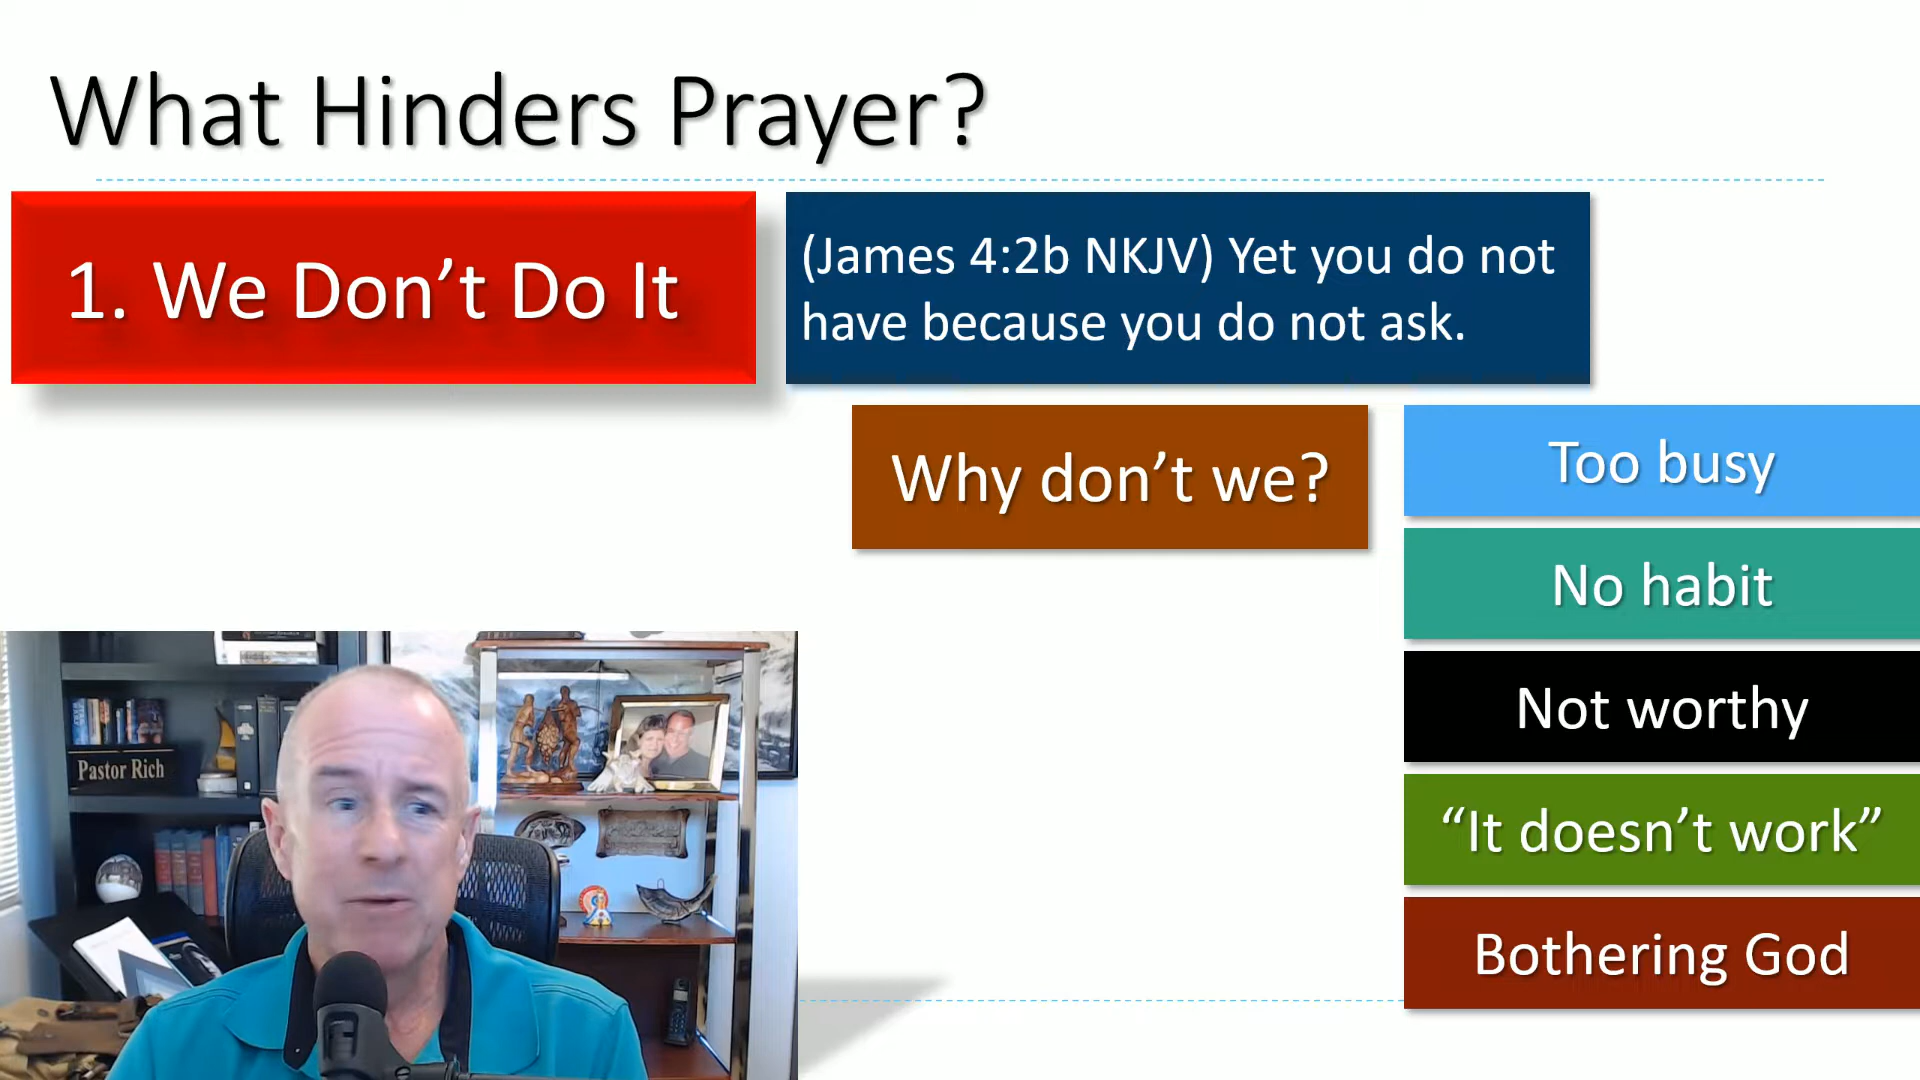 What Hinders Prayer?
1. We Don’t Do It
(James 4:2b NKJV) Yet you do not
have because you do not ask.
Why don’t we?
Too busy
No habit
Not worthy
“It doesn’t work”
Bothering God
Pastor Rich